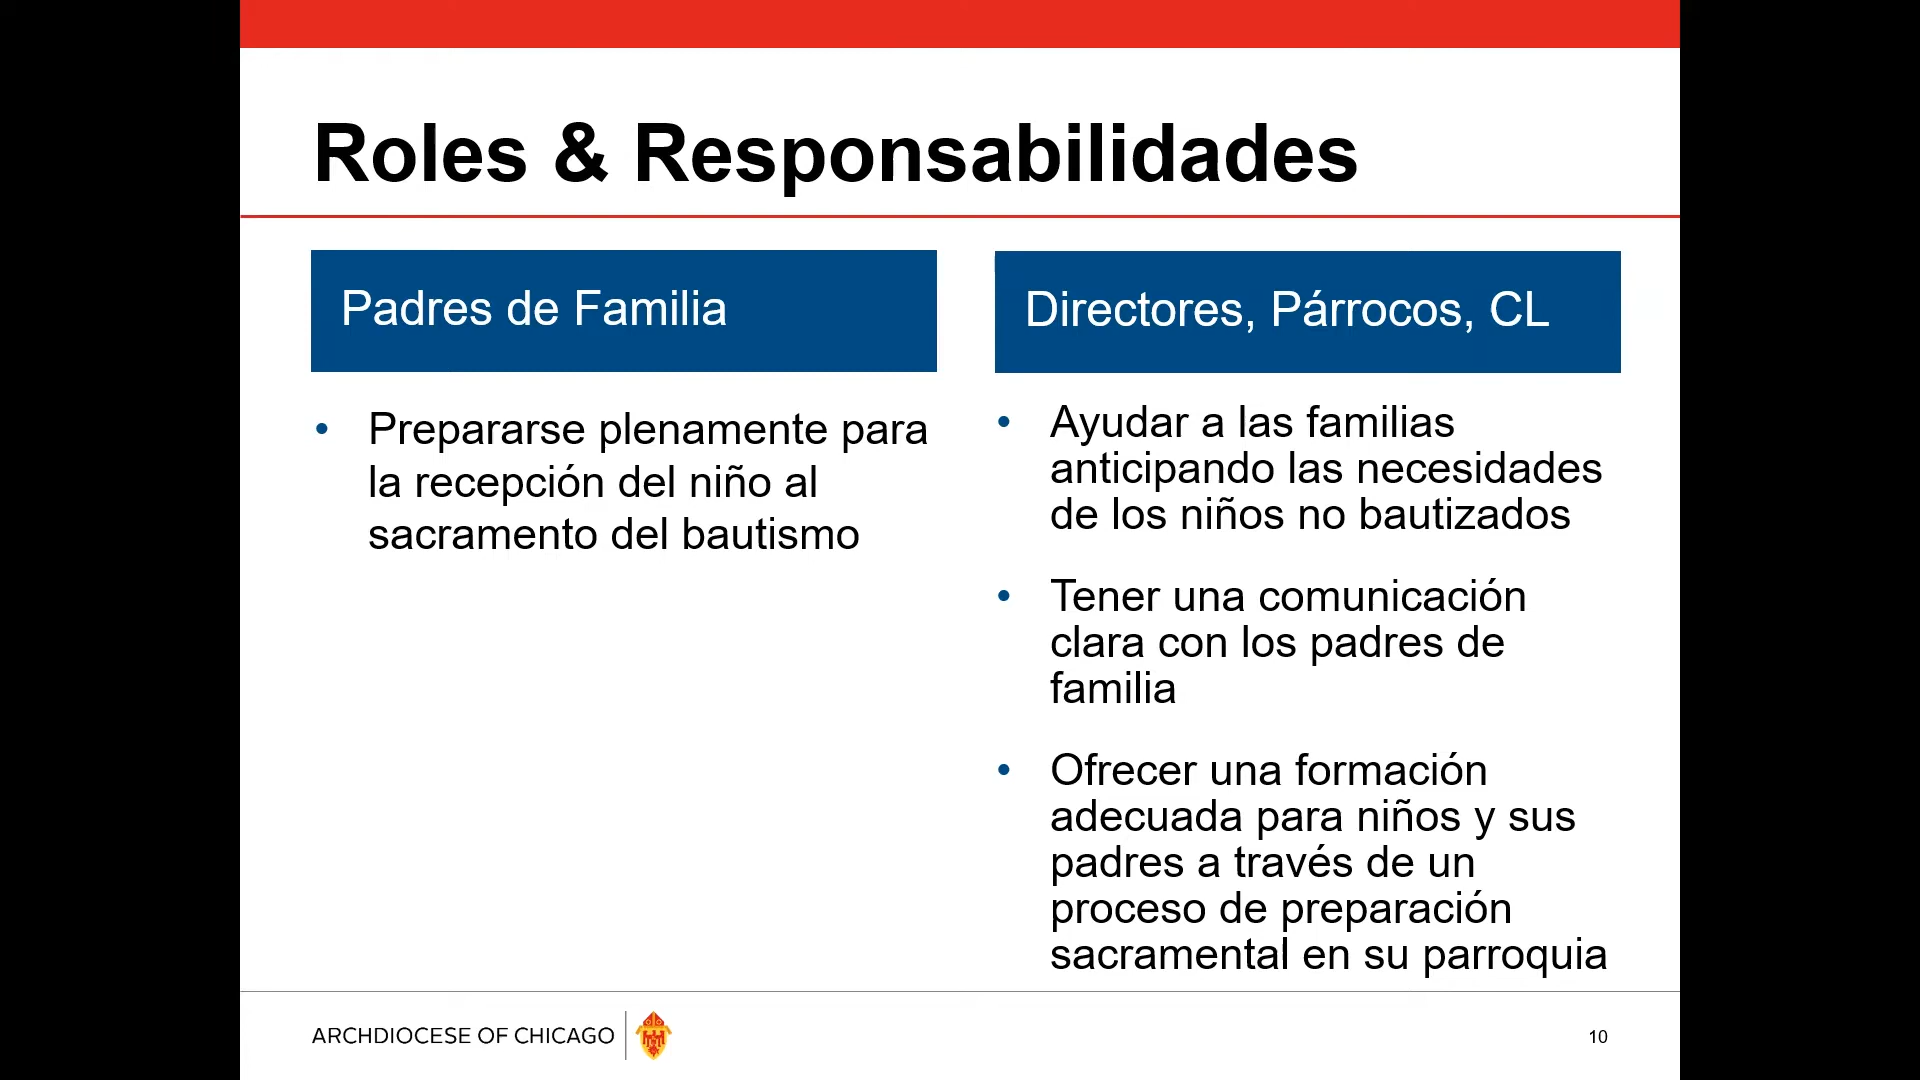 Roles & Responsabilidades
Padres de Familia
• Prepararse plenamente para
la recepción del niño al
sacramento del bautismo
Directores, Párrocos, CL
• Ayudar a las familias
anticipando las necesidades
de los niños no bautizados
• Tener una comunicación
clara con los padres de
familia
• Ofrecer una formación
adecuada para niños y sus
padres a través de un
proceso de preparación
sacramental en su parroquia
ARCHDIOCESE OF CHICAGO
10